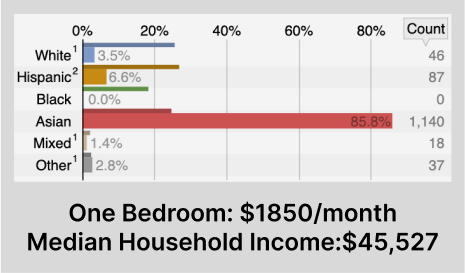 0% 20% 40% 60% 80% Count
White¹ 3.5% 46
Hispanic² 6.6% 87
Black 0.0% 0
Asian 85.8% 1,140
Mixed¹ 1.4% 18
Other¹ 2.8% 37
One Bedroom: $1850/month
Median Household Income:$45,527